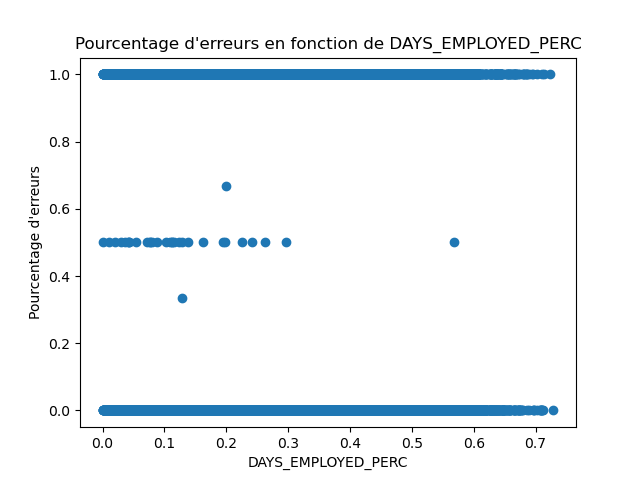 Pourcentage d'erreurs en fonction de DAYS_EMPLOYED_PERC
1.0
0.8
0.6
0.4
0.2
0.0
Pourcentage d'erreurs
0.0 0.1 0.2 0.3 0.4 0.5 0.6 0.7
DAYS_EMPLOYED_PERC